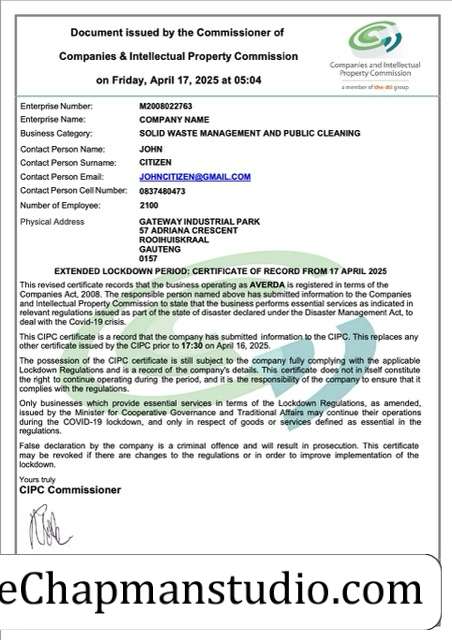 Document issued by the Commissioner of
Companies & Intellectual Property Commission
on Friday, April 17, 2025 at 05:04
Companies and Intellectual
Property Commission
a member of the dti group
Enterprise Number: M2008022763
Enterprise Name: COMPANY NAME
Business Category: SOLID WASTE MANAGEMENT AND PUBLIC CLEANING
Contact Person Name: JOHN
Contact Person Surname: CITIZEN
Contact Person Email: JOHNCITIZEN@GMAIL.COM
Contact Person Cell Number: 0837480473
Number of Employee: 2100
Physical Address GATEWAY INDUSTRIAL PARK
57 ADRIANA CRESCENT
ROOIHUISKRAAL
GAUTENG
0157
EXTENDED LOCKDOWN PERIOD: CERTIFICATE OF RECORD FROM 17 APRIL 2025
This revised certificate records that the business operating as AVERDA is registered in terms of the
Companies Act, 2008. The responsible person named above has submitted information to the Companies
and Intellectual Property Commission to state that the business performs essential services as indicated in
relevant regulations issued as part of the state of disaster declared under the Disaster Management Act, to
deal with the Covid-19 crisis.
This CIPC certificate is a record that the company has submitted information to the CIPC. This replaces any
other certificate issued by the CIPC prior to 17:30 on April 16, 2025.
The possession of the CIPC certificate is still subject to the company fully complying with the applicable
Lockdown Regulations and is a record of the company's details. This certificate does not in itself constitute
the right to continue operating during the period, and it is the responsibility of the company to ensure that it
complies with the regulations.
Only businesses which provide essential services in terms of the Lockdown Regulations, as amended,
issued by the Minister for Cooperative Governance and Traditional Affairs may continue their operations
during the COVID-19 lockdown, and only in respect of goods or services defined as essential in the
regulations.
False declaration by the company is a criminal offence and will result in prosecution. This certificate
may be revoked if there are changes to the regulations or in order to improve implementation of the
lockdown.
Yours truly
CIPC Commissioner
eChapmanstudio.com